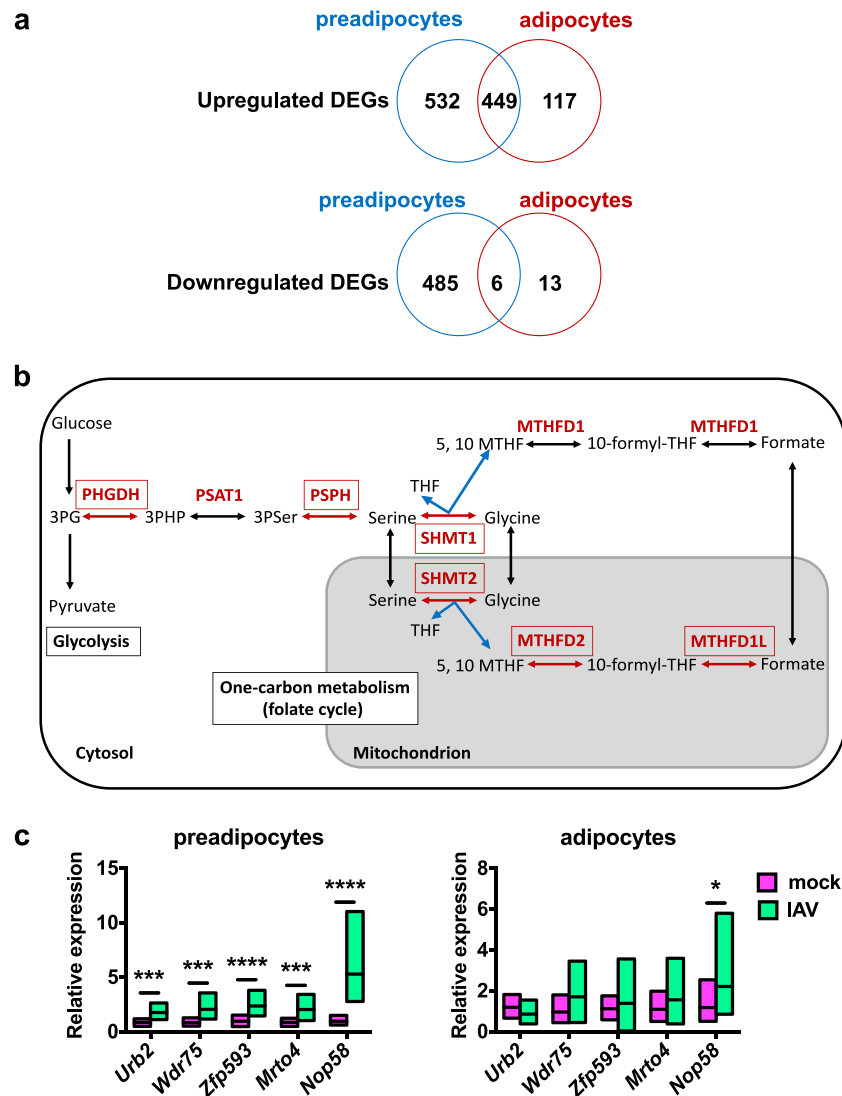 a
preadipocytes adipocytes
Upregulated DEGs 532 449 117
preadipocytes adipocytes
Downregulated DEGs 485 6 13
b
Glucose
MTHFD1 MTHFD1
5, 10 MTHF 10-formyl-THF Formate
THF
PHGDH PSAT1 PSPH
3PG 3PHP 3PSer Serine Glycine
SHMT1
SHMT2
Pyruvate Serine Glycine
THF
Glycolysis MTHFD2 MTHFD1L
5, 10 MTHF 10-formyl-THF Formate
One-carbon metabolism
(folate cycle)
Cytosol Mitochondrion
c
preadipocytes
Relative expression
15
10
5
0
*** *** **** *** ****
Urb2 Wdr75 Zfp593 Mrto4 Nop58
adipocytes
Relative expression
8
6
4
2
0
*
Urb2 Wdr75 Zfp593 Mrto4 Nop58
mock
IAV